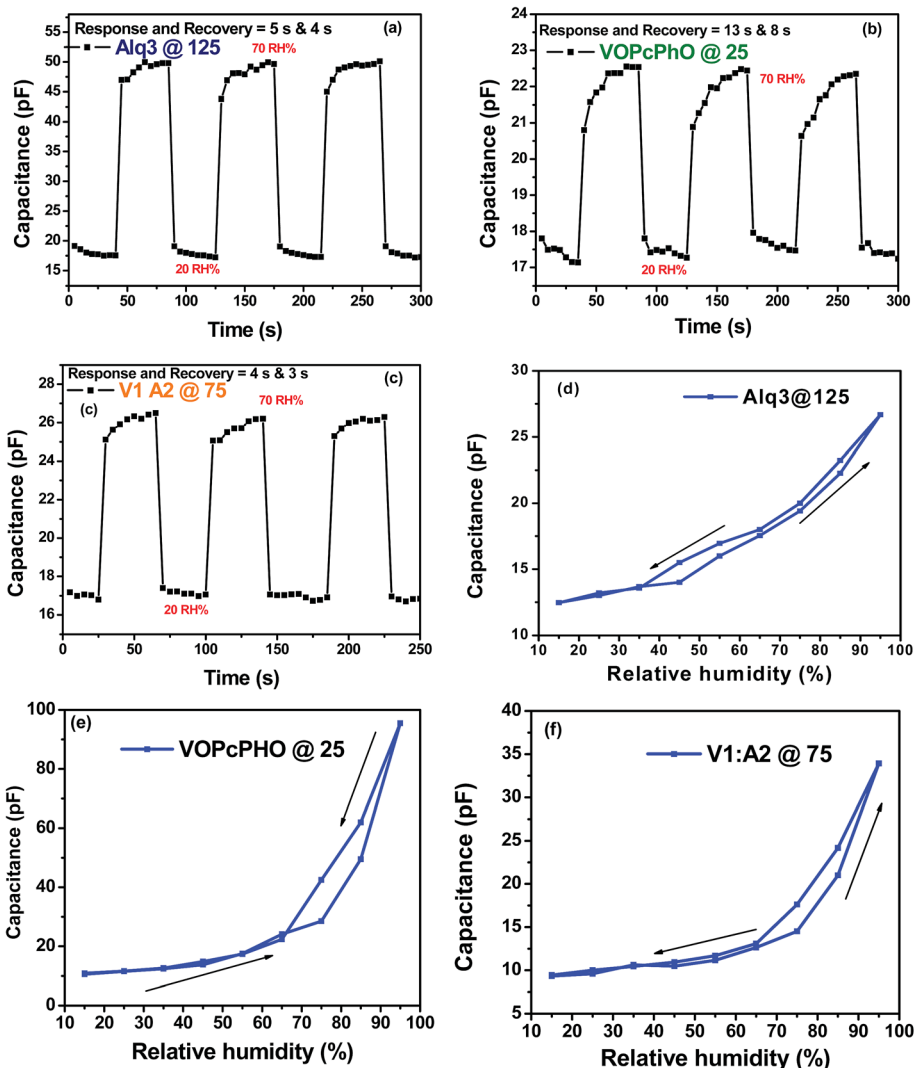 Response and Recovery = 5 s & 4 s
(a)
Alq3 @ 125
70 RH%
20 RH%
Capacitance (pF)
50
45
40
35
30
25
20
15
0
50
100
150
200
250
300
Time (s)
Response and Recovery = 13 s & 8 s
(b)
VOPcPhO @ 25
70 RH%
20 RH%
Capacitance (pF)
23
22
21
20
19
18
17
0
50
100
150
200
250
300
Time (s)
Response and Recovery = 4 s & 3 s
(c)
V1 A2 @ 75
(c)
70 RH%
20 RH%
Capacitance (pF)
28
26
24
22
20
18
16
0
50
100
150
200
250
Time (s)
(d)
Alq3@125
Capacitance (pF)
30
25
20
15
10
10
20
30
40
50
60
70
80
90
100
Relative humidity (%)
(e)
VOPcPHO @ 25
Capacitance (pF)
100
80
60
40
20
0
10
20
30
40
50
60
70
80
90
100
Relative humidity (%)
(f)
V1:A2 @ 75
Capacitance (pF)
40
35
30
25
20
15
10
5
10
20
30
40
50
60
70
80
90
100
Relative humidity (%)